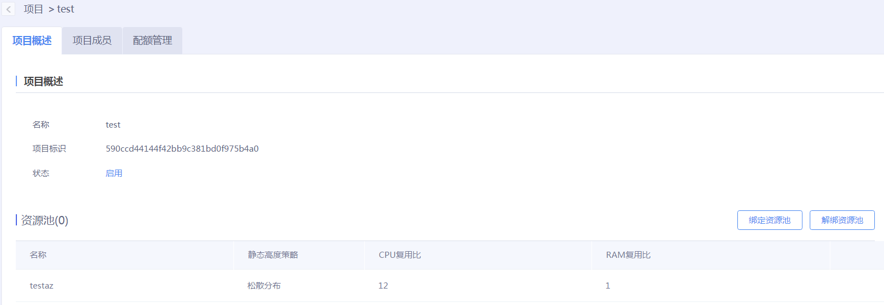 项目 > test
项目概述 项目成员 配额管理
项目概述
名称 test
项目标识 590ccd44144f42bb9c381bd0f975b4a0
状态 启用
资源池(0) 绑定资源池 解绑资源池
名称 静态高度策略 CPU复用比 RAM复用比
testaz 松散分布 12 1